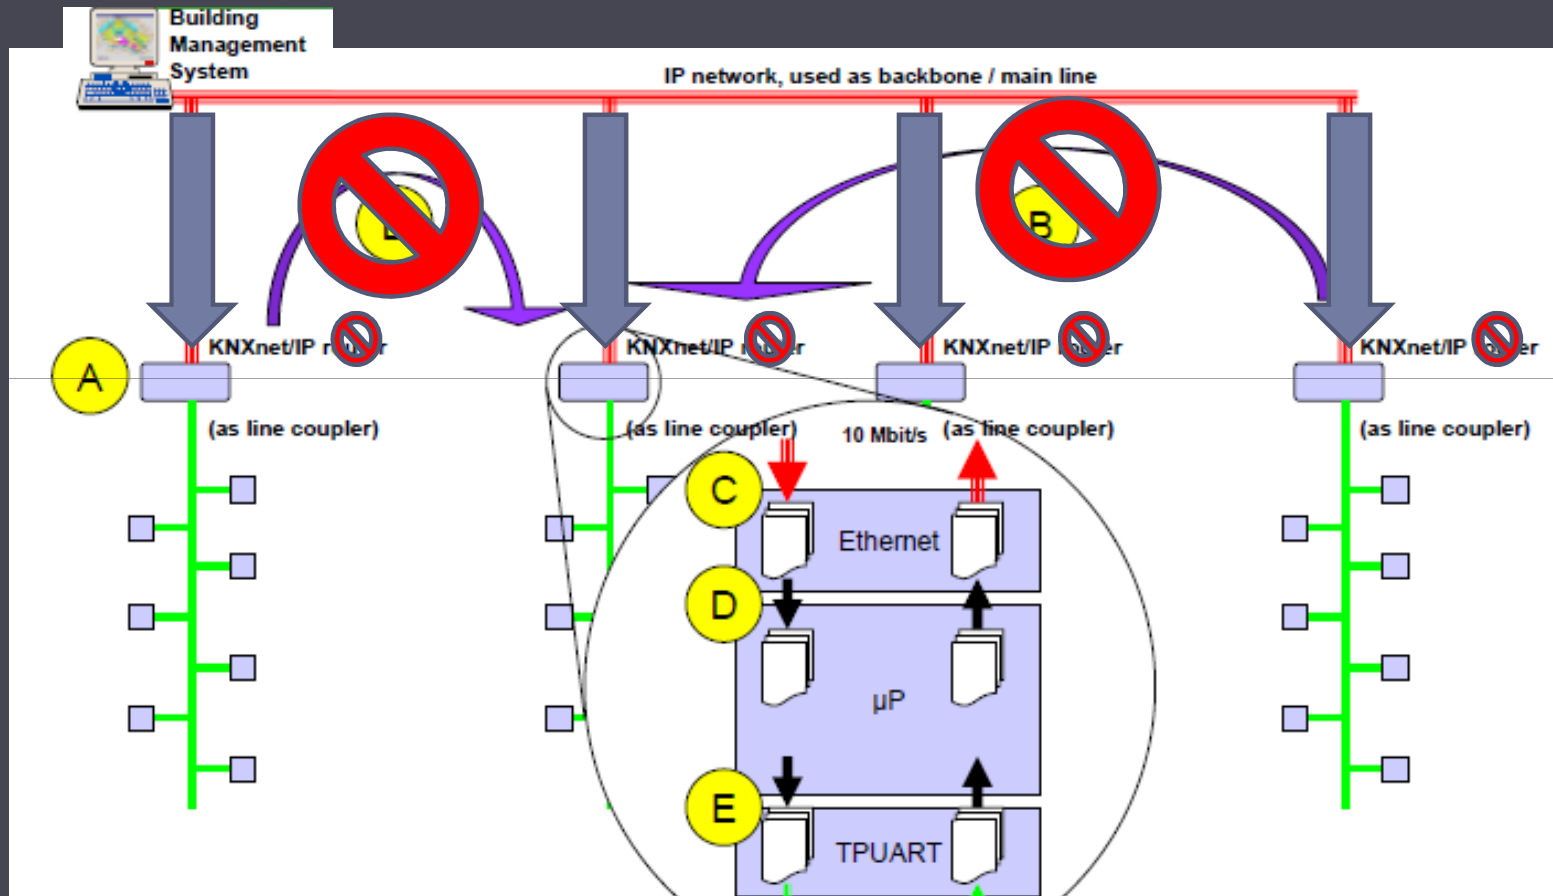 Building
Management
System
IP network, used as backbone / main line
B
KNXnet/IP
KNXnet/IP
KNXnet/IP
KNXnet/IP
A
(as line coupler)
(as line coupler)
10 Mbit/s
(as line coupler)
(as line coupler)
C
Ethernet
D
µP
E
TPUART